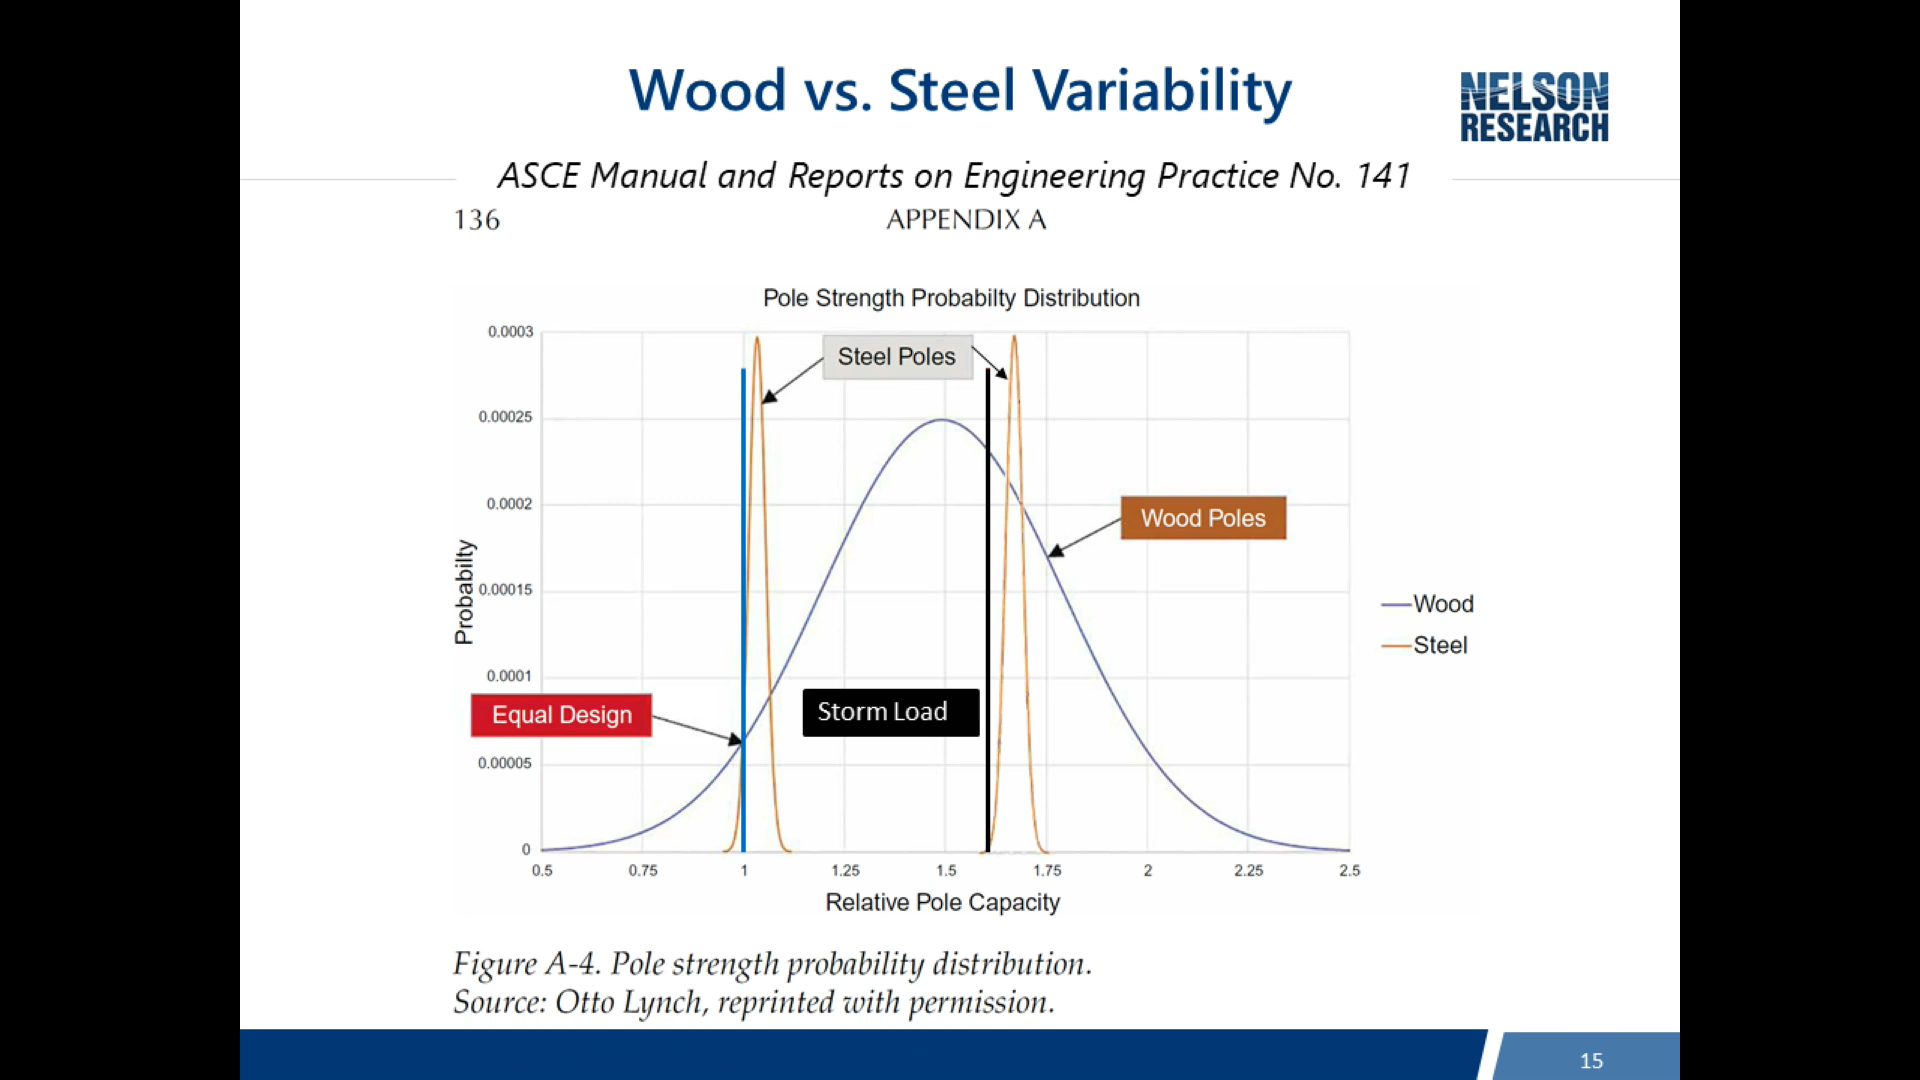 Wood vs. Steel Variability
NELSON
RESEARCH
ASCE Manual and Reports on Engineering Practice No. 141
136
APPENDIX A
Pole Strength Probabilty Distribution
0.0003
0.00025
0.0002
0.00015
0.0001
0.00005
0
Probabilty
Steel Poles
Wood Poles
Equal Design
Storm Load
Wood
Steel
0.5 0.75 1 1.25 1.5 1.75 2 2.25 2.5
Relative Pole Capacity
Figure A-4. Pole strength probability distribution.
Source: Otto Lynch, reprinted with permission.
15